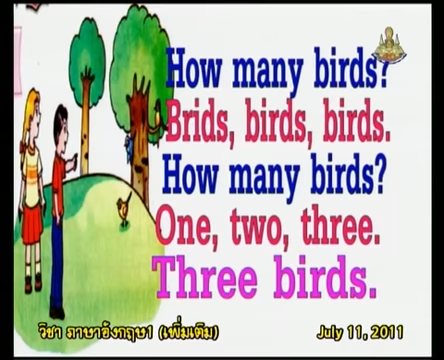 How many birds?
Brids, birds, birds.
How many birds?
One, two, three.
Three birds.
วิชา ภาษาอังกฤษ1 (เพิ่มเติม)
July 11, 2011